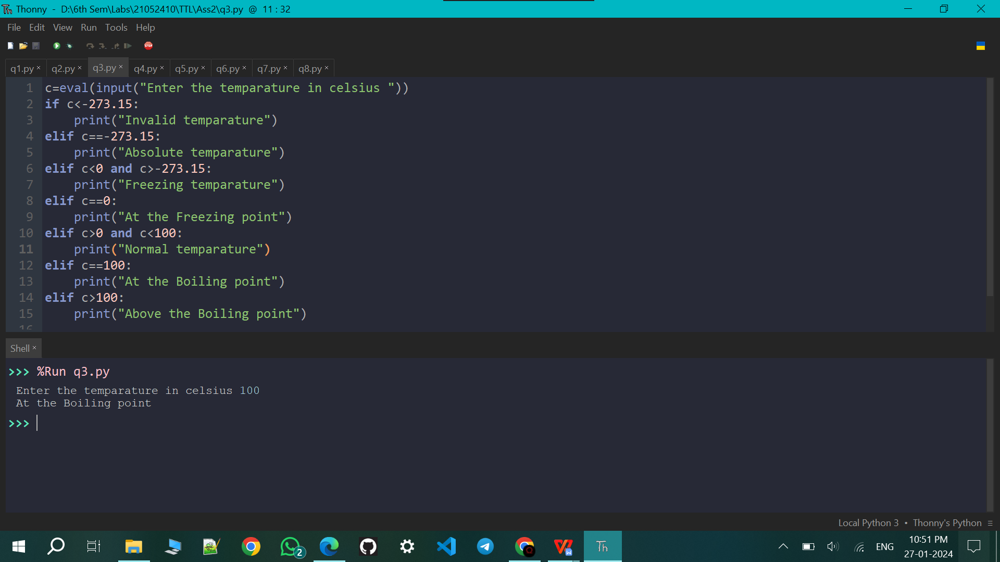 Thonny - D:\6th Sem\Labs\21052410\TTL\Ass2\q3.py @ 11 : 32
File Edit View Run Tools Help
STOP
q1.py × q2.py × q3.py × q4.py × q5.py × q6.py × q7.py × q8.py ×
1 c=eval(input("Enter the temparature in celsius "))
2 if c<-273.15:
3     print("Invalid temparature")
4 elif c==-273.15:
5     print("Absolute temparature")
6 elif c<0 and c>-273.15:
7     print("Freezing temparature")
8 elif c==0:
9     print("At the Freezing point")
10 elif c>0 and c<100:
11     print("Normal temparature")
12 elif c==100:
13     print("At the Boiling point")
14 elif c>100:
15     print("Above the Boiling point")
16
Shell ×
>>> %Run q3.py
Enter the temparature in celsius 100
At the Boiling point
>>>
Local Python 3 • Thonny's Python ≡
2
Th
ENG
10:51 PM
27-01-2024